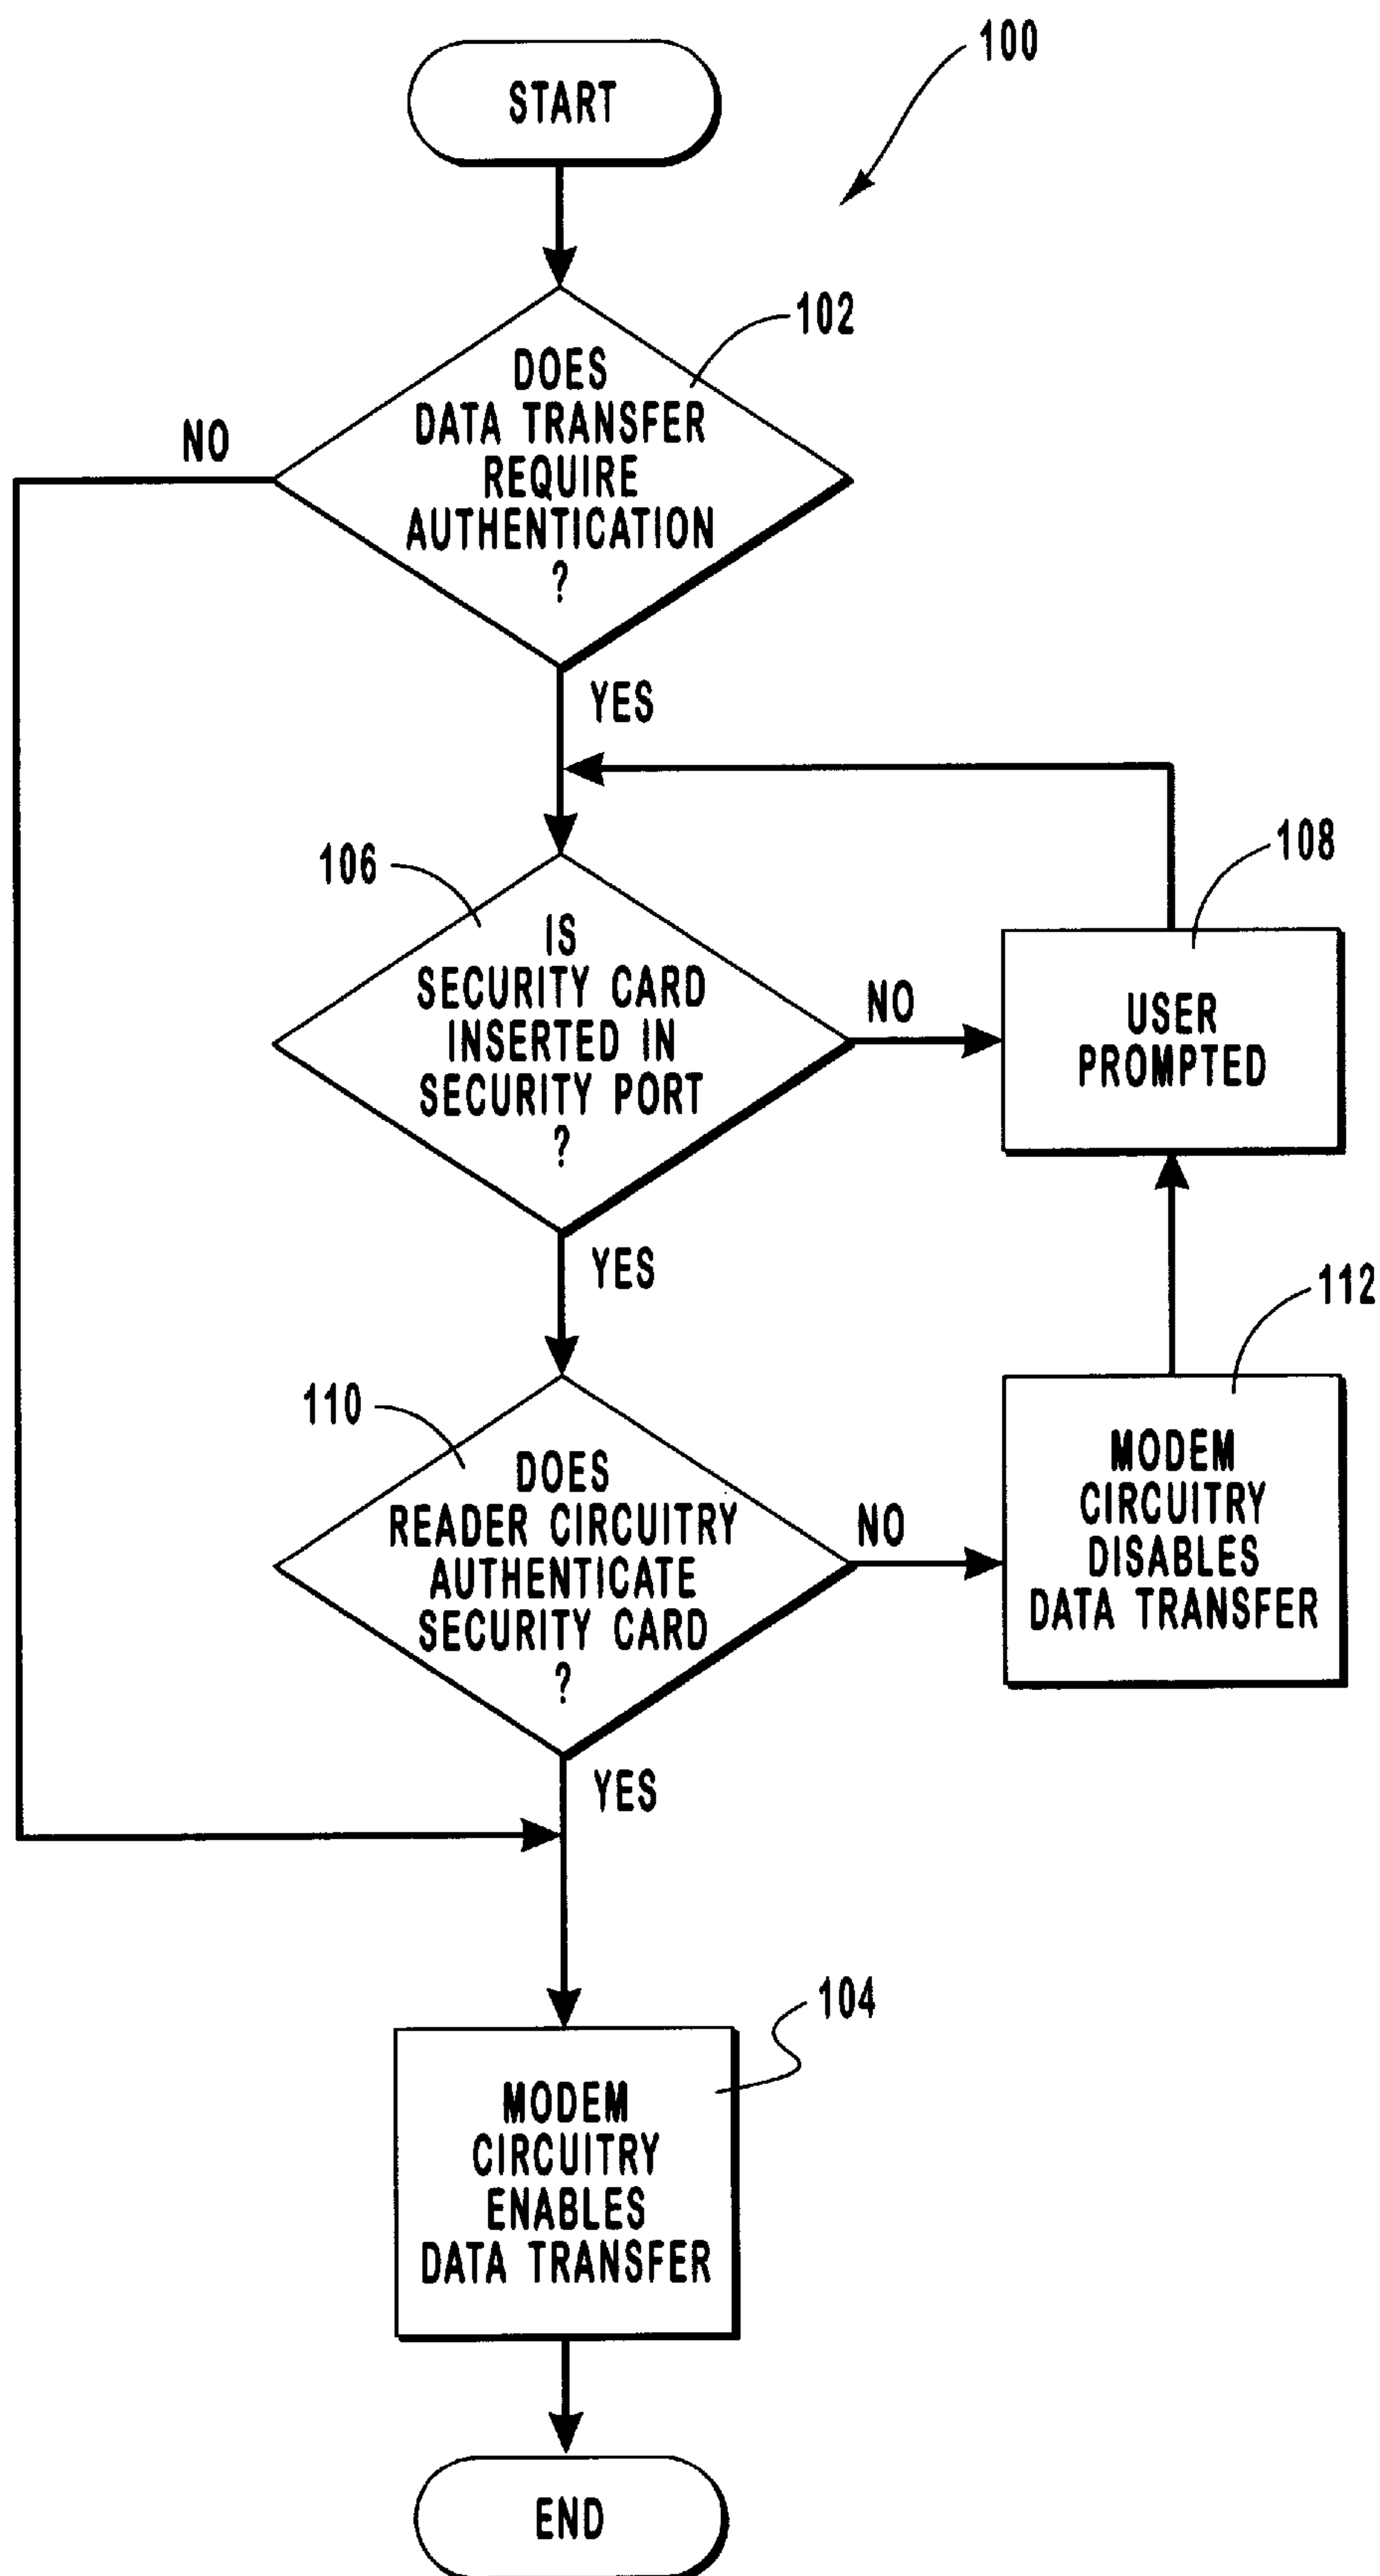 100
START
102
DOES
DATA TRANSFER
REQUIRE
AUTHENTICATION
?
NO
YES
106
IS
SECURITY CARD
INSERTED IN
SECURITY PORT
?
NO
108
USER
PROMPTED
YES
110
DOES
READER CIRCUITRY
AUTHENTICATE
SECURITY CARD
?
NO
112
MODEM
CIRCUITRY
DISABLES
DATA TRANSFER
YES
104
MODEM
CIRCUITRY
ENABLES
DATA TRANSFER
END